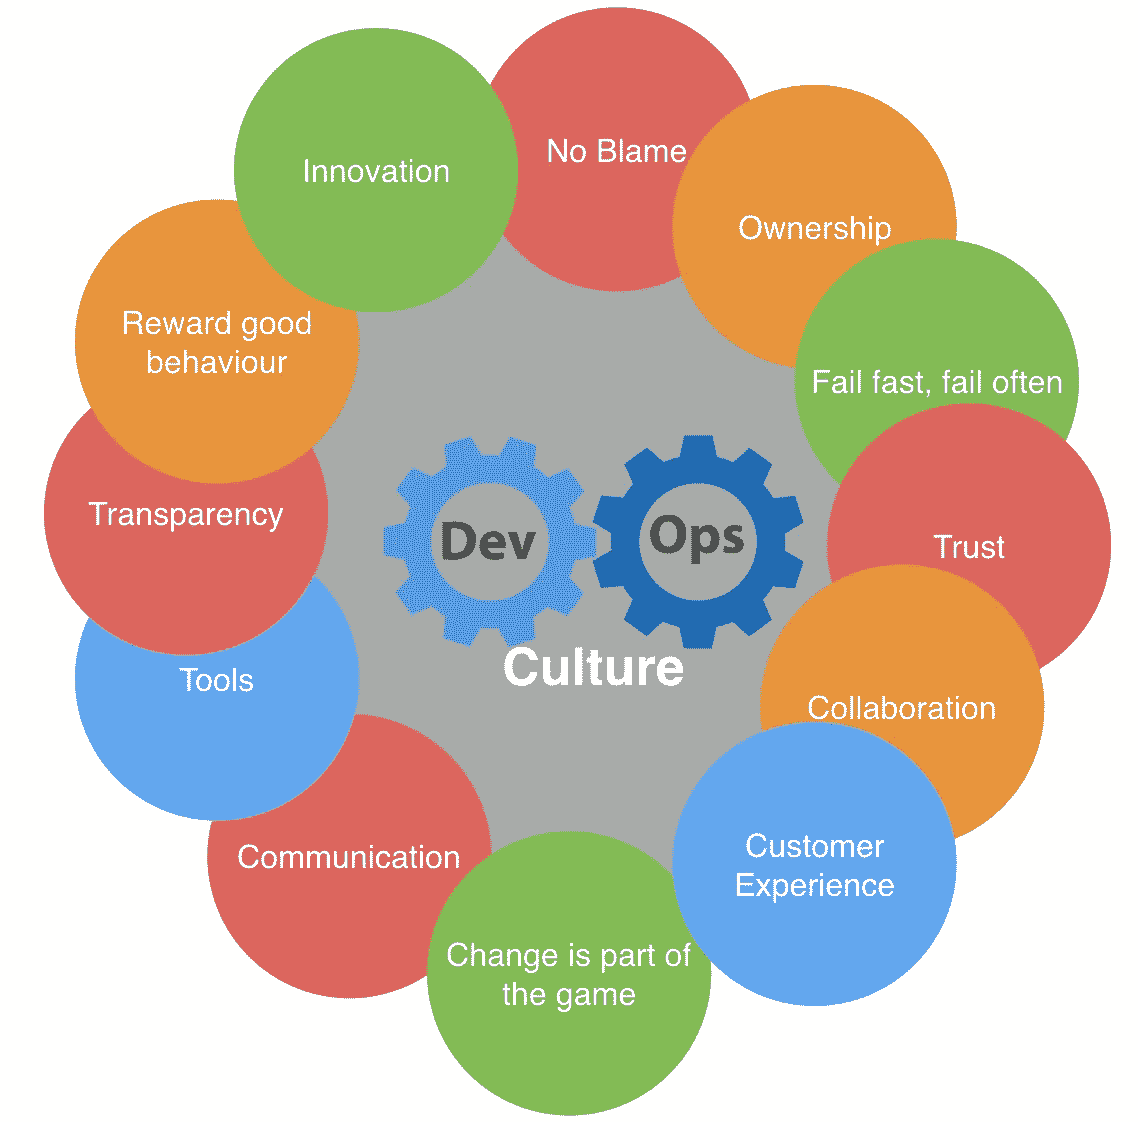 No Blame
Ownership
Fail fast, fail often
Trust
Collaboration
Customer
Experience
Change is part of
the game
Communication
Tools
Transparency
Reward good
behaviour
Innovation
Dev
Ops
Culture